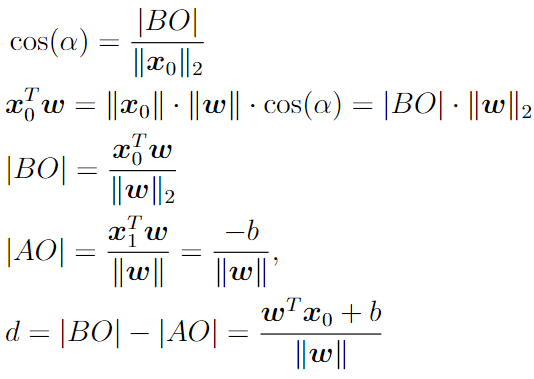 cos(α) = |BO| / ‖x₀‖₂
x₀ᵀw = ‖x₀‖ · ‖w‖ · cos(α) = |BO| · ‖w‖₂
|BO| = x₀ᵀw / ‖w‖₂
|AO| = x₁ᵀw / ‖w‖ = −b / ‖w‖,
d = |BO| − |AO| = (wᵀx₀ + b) / ‖w‖